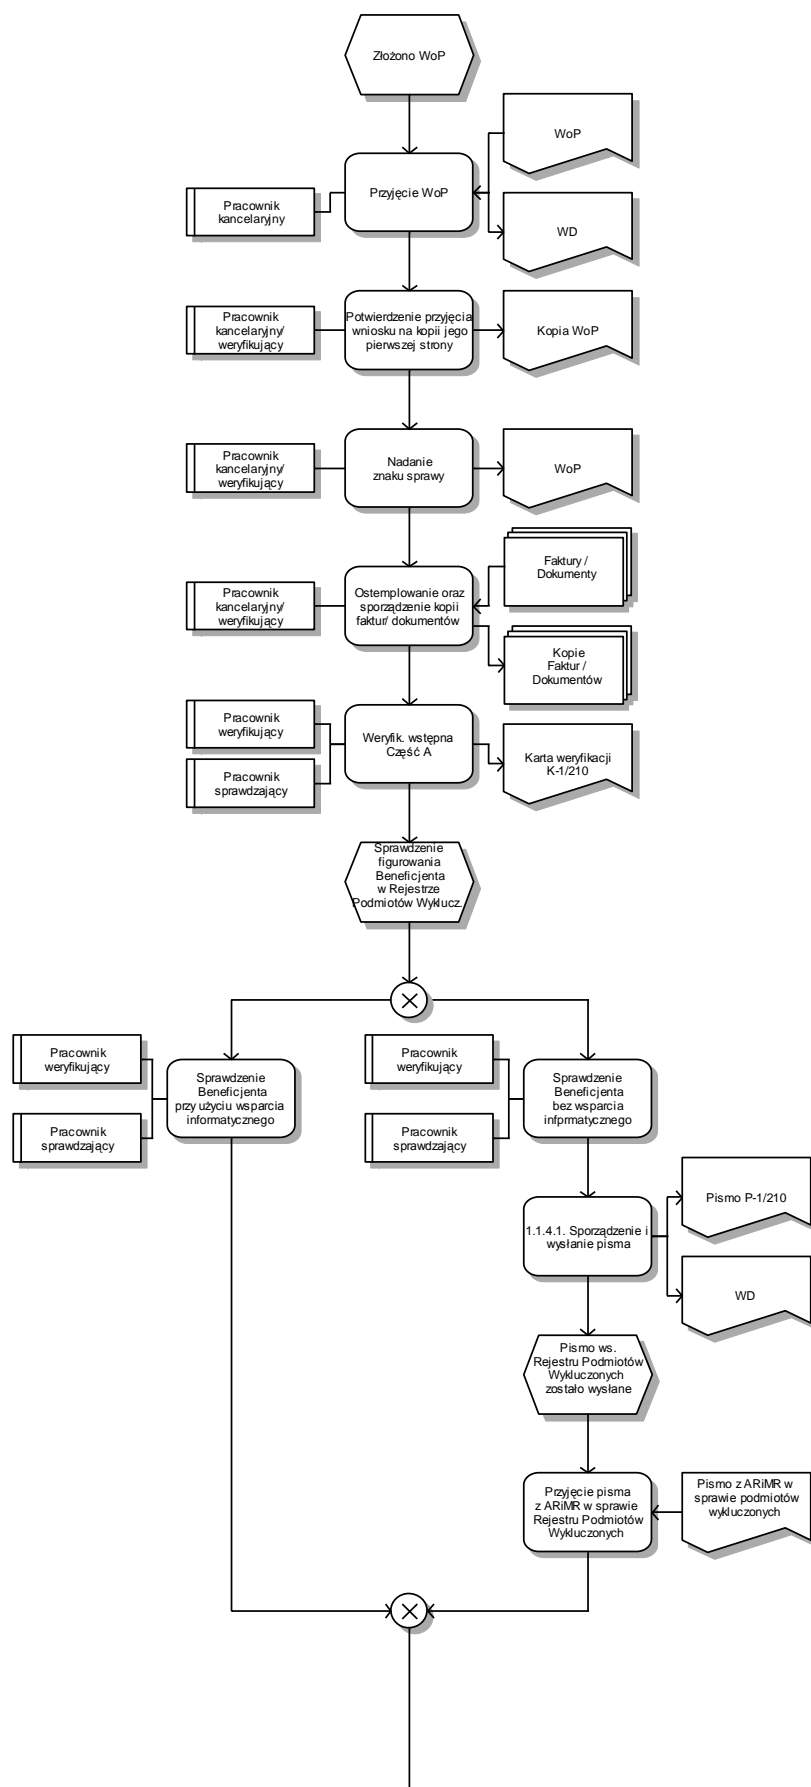 Złożono WoP
WoP
Przyjęcie WoP
Pracownik
kancelaryjny
WD
Pracownik
kancelaryjny/
weryfikujący
Potwierdzenie przyjęcia
wniosku na kopii jego
pierwszej strony
Kopia WoP
Pracownik
kancelaryjny/
weryfikujący
Nadanie
znaku sprawy
WoP
Faktury /
Dokumenty
Pracownik
kancelaryjny/
weryfikujący
Ostemplowanie oraz
sporządzenie kopii
faktur/ dokumentów
Kopie
Faktur /
Dokumentów
Pracownik
weryfikujący
Pracownik
sprawdzający
Weryfik. wstępna
Część A
Karta weryfikacji
K-1/210
Sprawdzenie
figurowania
Beneficjenta
w Rejestrze
Podmiotów Wyklucz.
Pracownik
weryfikujący
Pracownik
sprawdzający
Sprawdzenie
Beneficjenta
przy użyciu wsparcia
informatycznego
Pracownik
weryfikujący
Pracownik
sprawdzający
Sprawdzenie
Beneficjenta
bez wsparcia
infprmatycznego
1.1.4.1. Sporządzenie i
wysłanie pisma
Pismo P-1/210
WD
Pismo ws.
Rejestru Podmiotów
Wykluczonych
zostało wysłane
Przyjęcie pisma
z ARiMR w sprawie
Rejestru Podmiotów
Wykluczonych
Pismo z ARiMR w
sprawie podmiotów
wykluczonych